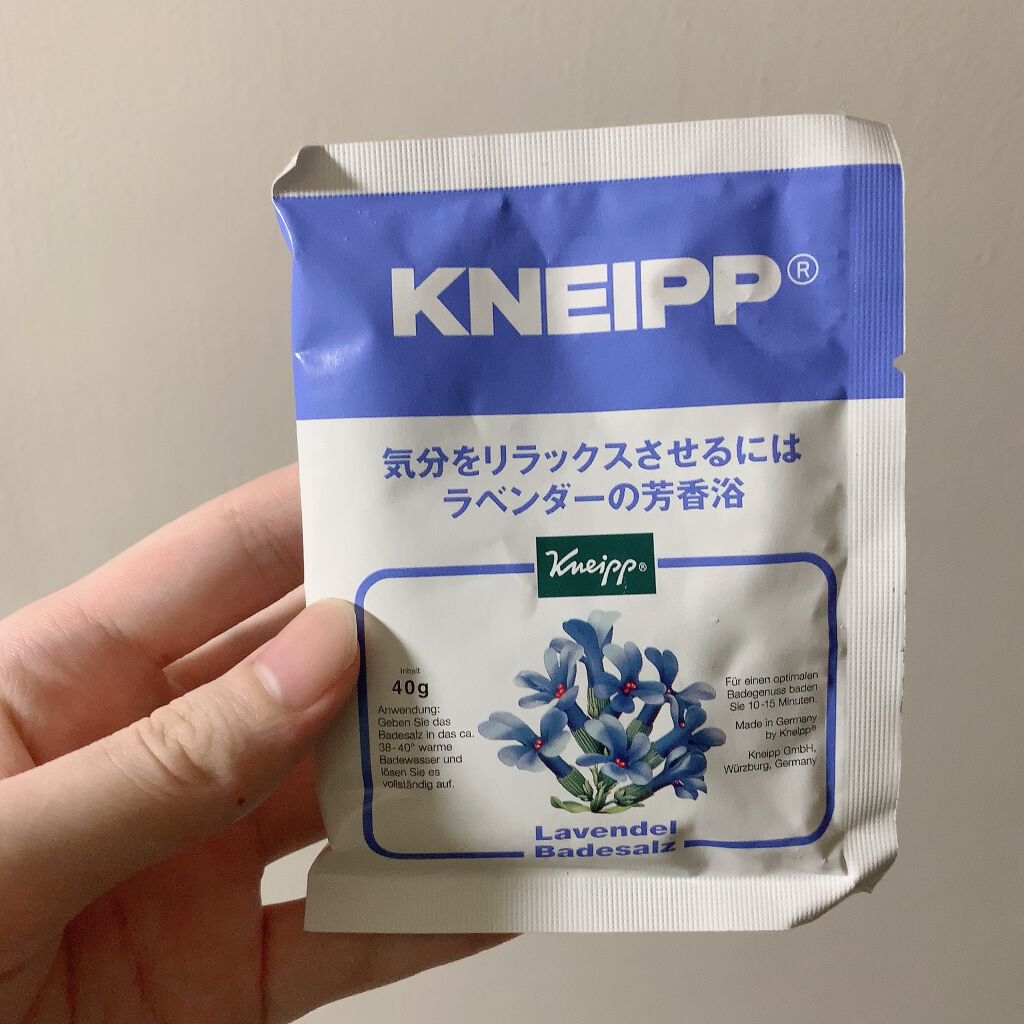 KNEIPP®
気分をリラックスさせるには
ラベンダーの芳香浴
Kneipp®
Inhalt
40g
Anwendung:
Geben Sie das
Badesalz in das ca.
38-40° warme
Badewasser und
lösen Sie es
vollständig auf.
Für einen optimalen
Badegenuss baden
Sie 10-15 Minuten.
Made in Germany
by Kneipp®
Kneipp GmbH,
Würzburg, Germany
Lavendel
Badesalz